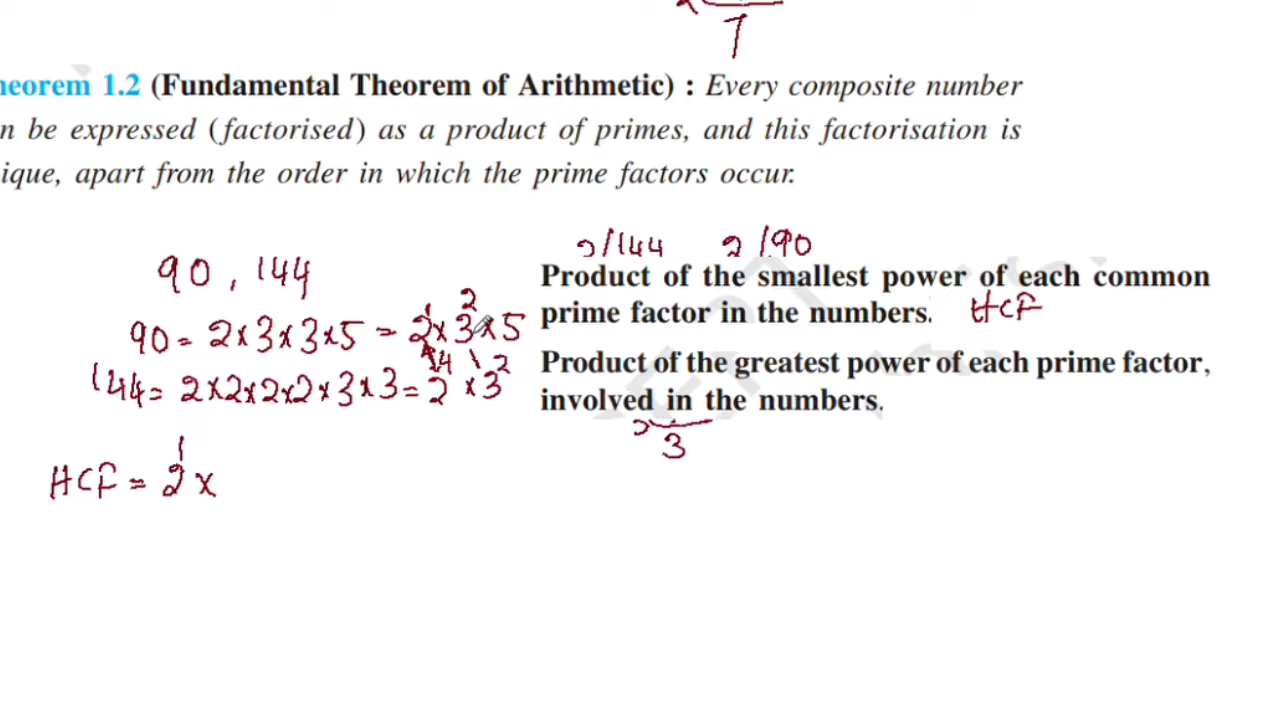 7
heorem 1.2 (Fundamental Theorem of Arithmetic) : Every composite number
n be expressed (factorised) as a product of primes, and this factorisation is
ique, apart from the order in which the prime factors occur.
2/144 2/90
90, 144
Product of the smallest power of each common
prime factor in the numbers. HCF
90 = 2×3×3×5 = 2¹×3²×5
Product of the greatest power of each prime factor,
144 = 2×2×2×2×3×3 = 2⁴×3²
involved in the numbers.
3
HCF = 2¹×